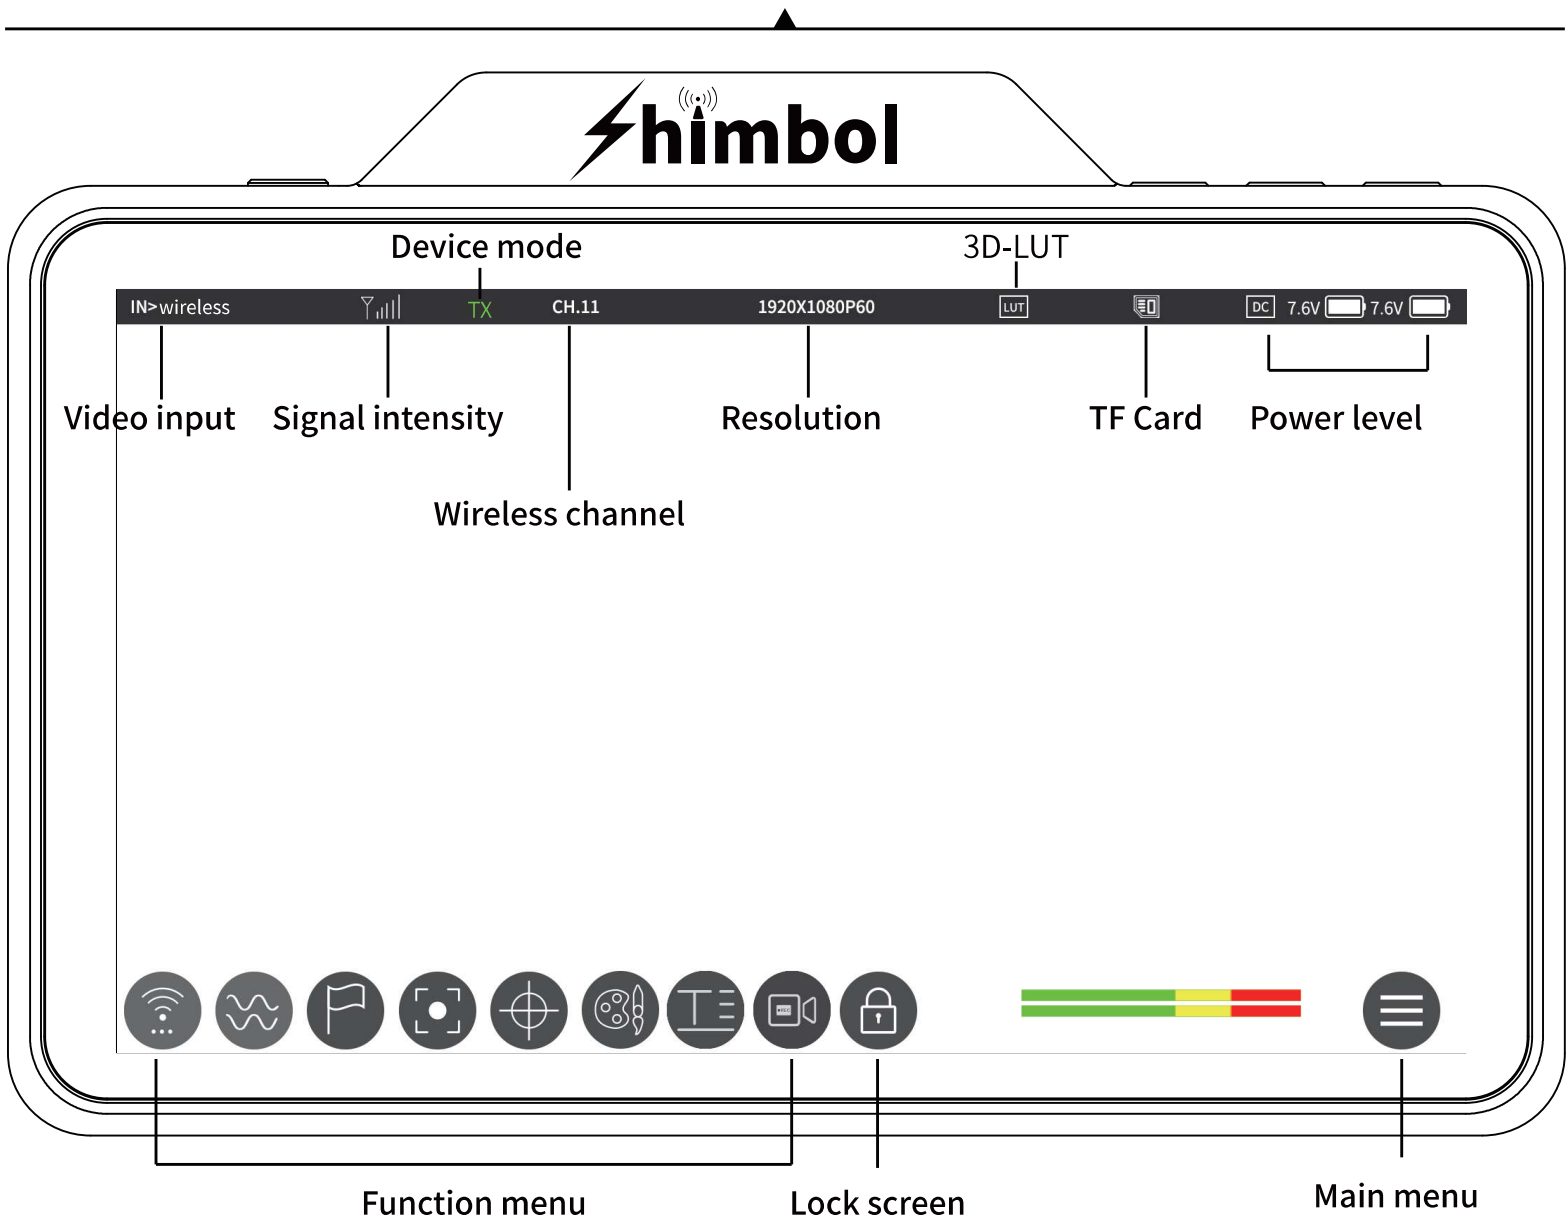 Shimbol
Device mode
3D-LUT
IN>wireless
TX
CH.11
1920X1080P60
LUT
DC
7.6V
7.6V
Video input
Signal intensity
Resolution
TF Card
Power level
Wireless channel
Function menu
Lock screen
Main menu